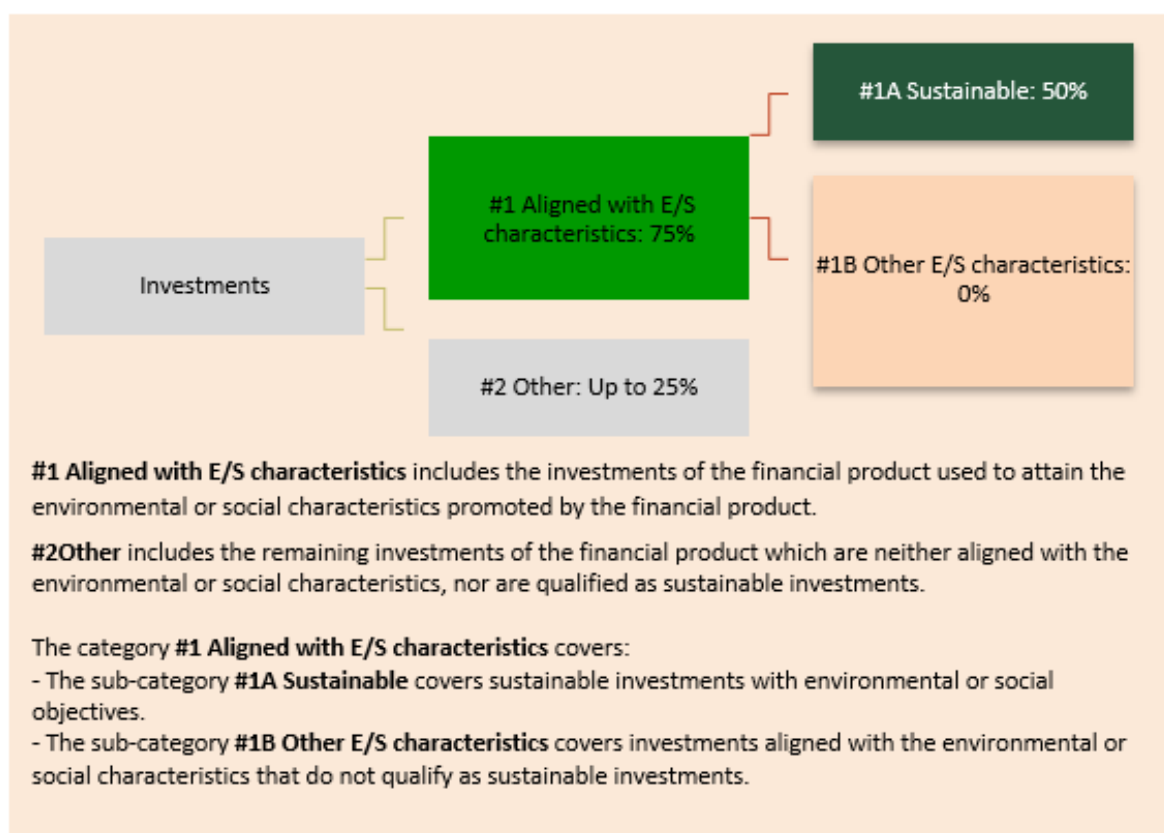 #1A Sustainable: 50%
#1 Aligned with E/S
characteristics: 75%
#1B Other E/S characteristics:
0%
Investments
#2 Other: Up to 25%
#1 Aligned with E/S characteristics includes the investments of the financial product used to attain the
environmental or social characteristics promoted by the financial product.
#2Other includes the remaining investments of the financial product which are neither aligned with the
environmental or social characteristics, nor are qualified as sustainable investments.
The category #1 Aligned with E/S characteristics covers:
- The sub-category #1A Sustainable covers sustainable investments with environmental or social
objectives.
- The sub-category #1B Other E/S characteristics covers investments aligned with the environmental or
social characteristics that do not qualify as sustainable investments.